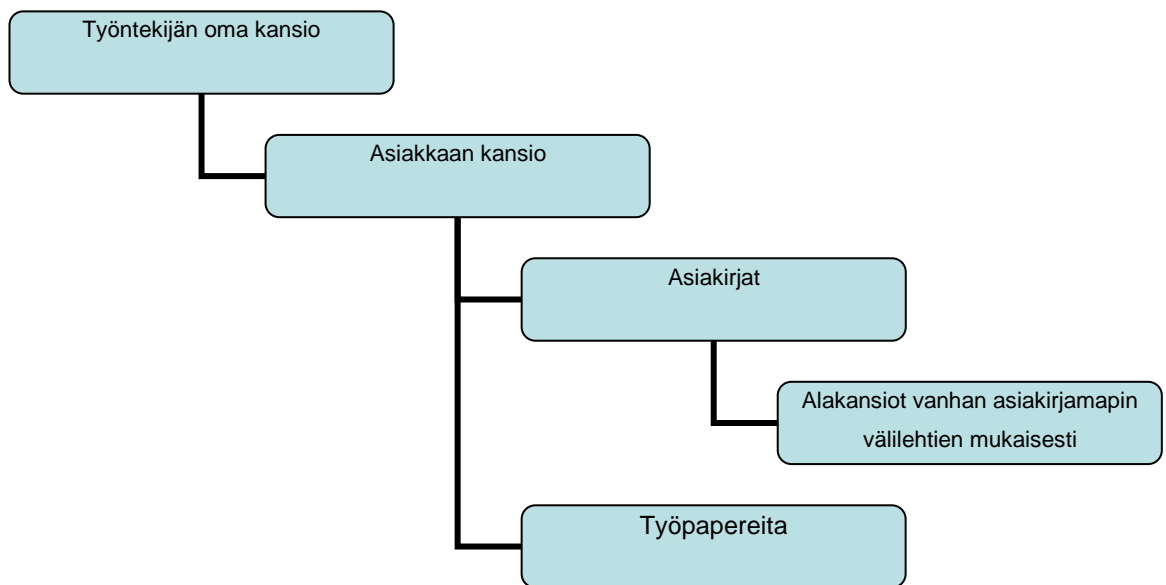 Työntekijän oma kansio
Asiakkaan kansio
Asiakirjat
Alakansiot vanhan asiakirjamapin
välilehtien mukaisesti
Työpapereita